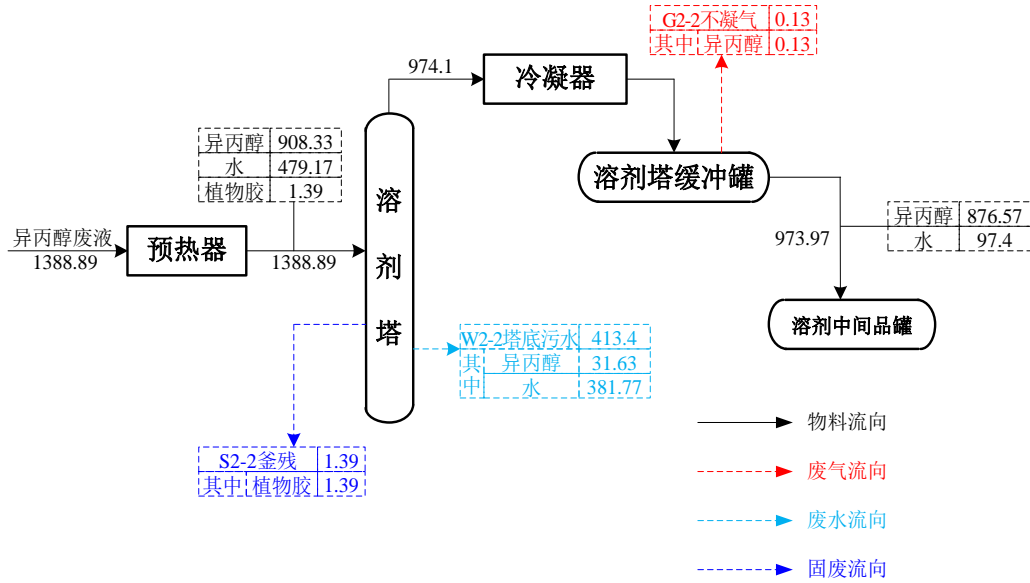 G2-2不凝气 0.13
其中 异丙醇 0.13
974.1
冷凝器
异丙醇 908.33
水 479.17
植物胶 1.39
溶剂塔缓冲罐
异丙醇废液
1388.89
预热器
1388.89
溶剂塔
973.97
异丙醇 876.57
水 97.4
溶剂中间品罐
W2-2塔底污水 413.4
其中 异丙醇 31.63
水 381.77
S2-2釜残 1.39
其中 植物胶 1.39
物料流向
废气流向
废水流向
固废流向